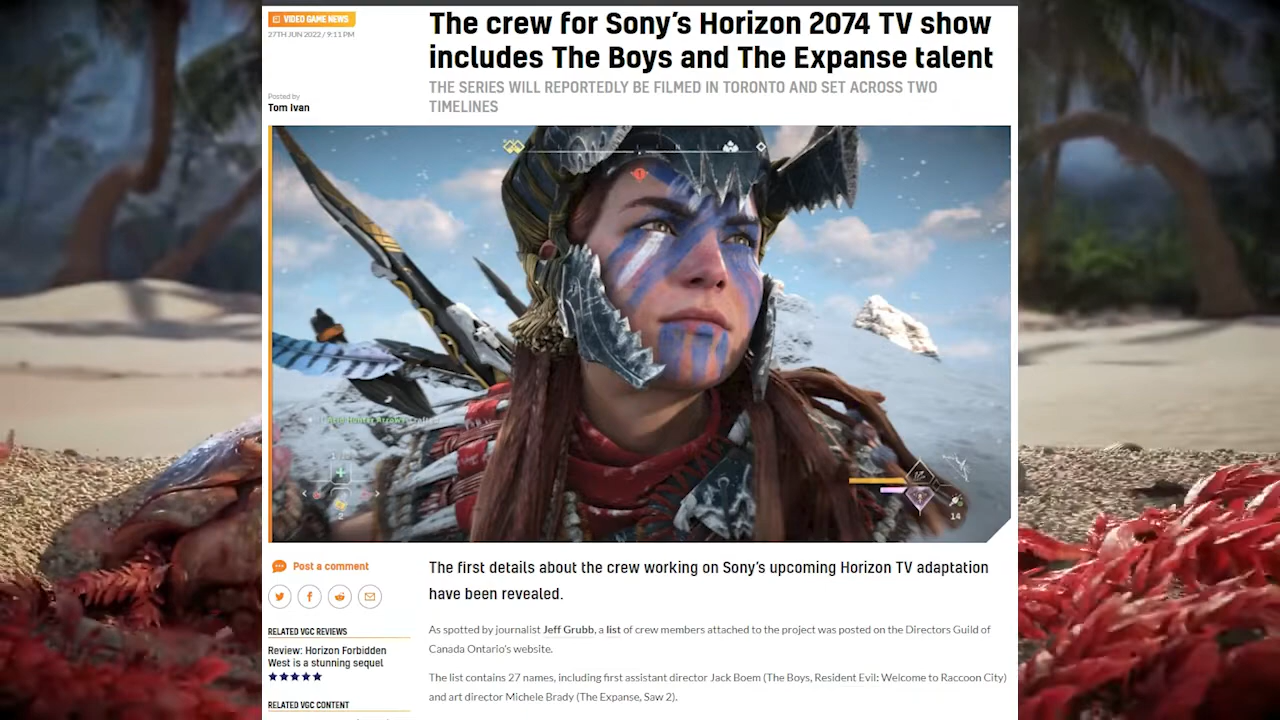 VIDEO GAME NEWS
27TH JUN 2022 / 9:11 PM
Posted by
Tom Ivan
The crew for Sony's Horizon 2074 TV show
includes The Boys and The Expanse talent
THE SERIES WILL REPORTEDLY BE FILMED IN TORONTO AND SET ACROSS TWO
TIMELINES
N
2
14
Post a comment
RELATED VGC REVIEWS
Review: Horizon Forbidden
West is a stunning sequel
RELATED VGC CONTENT
The first details about the crew working on Sony's upcoming Horizon TV adaptation
have been revealed.
As spotted by journalist Jeff Grubb, a list of crew members attached to the project was posted on the Directors Guild of
Canada Ontario's website.
The list contains 27 names, including first assistant director Jack Boem (The Boys, Resident Evil: Welcome to Raccoon City)
and art director Michele Brady (The Expanse, Saw 2).